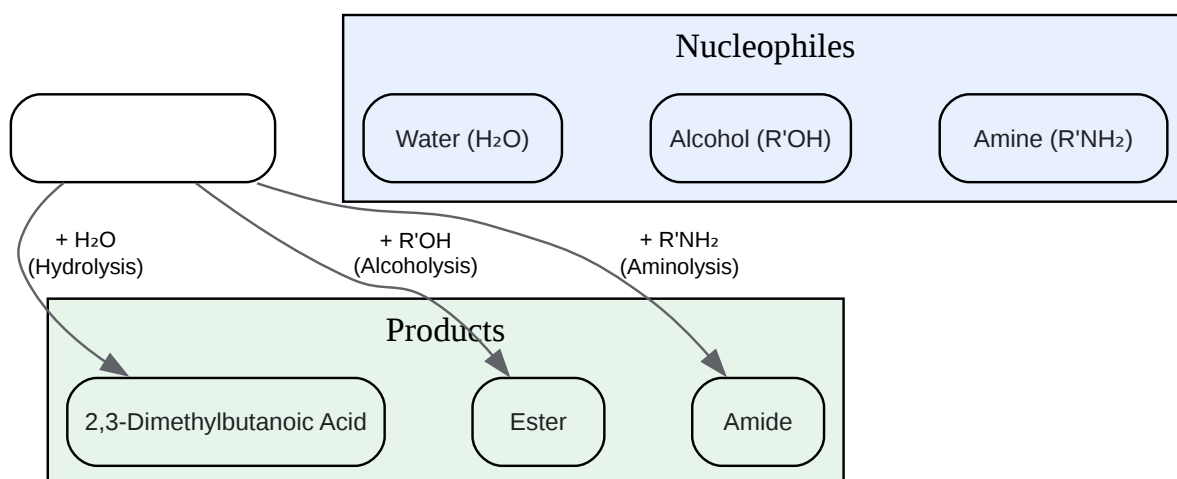 Nucleophiles
Water (H₂O)
Alcohol (R'OH)
Amine (R'NH₂)
+ H₂O
(Hydrolysis)
+ R'OH
(Alcoholysis)
+ R'NH₂
(Aminolysis)
Products
2,3-Dimethylbutanoic Acid
Ester
Amide